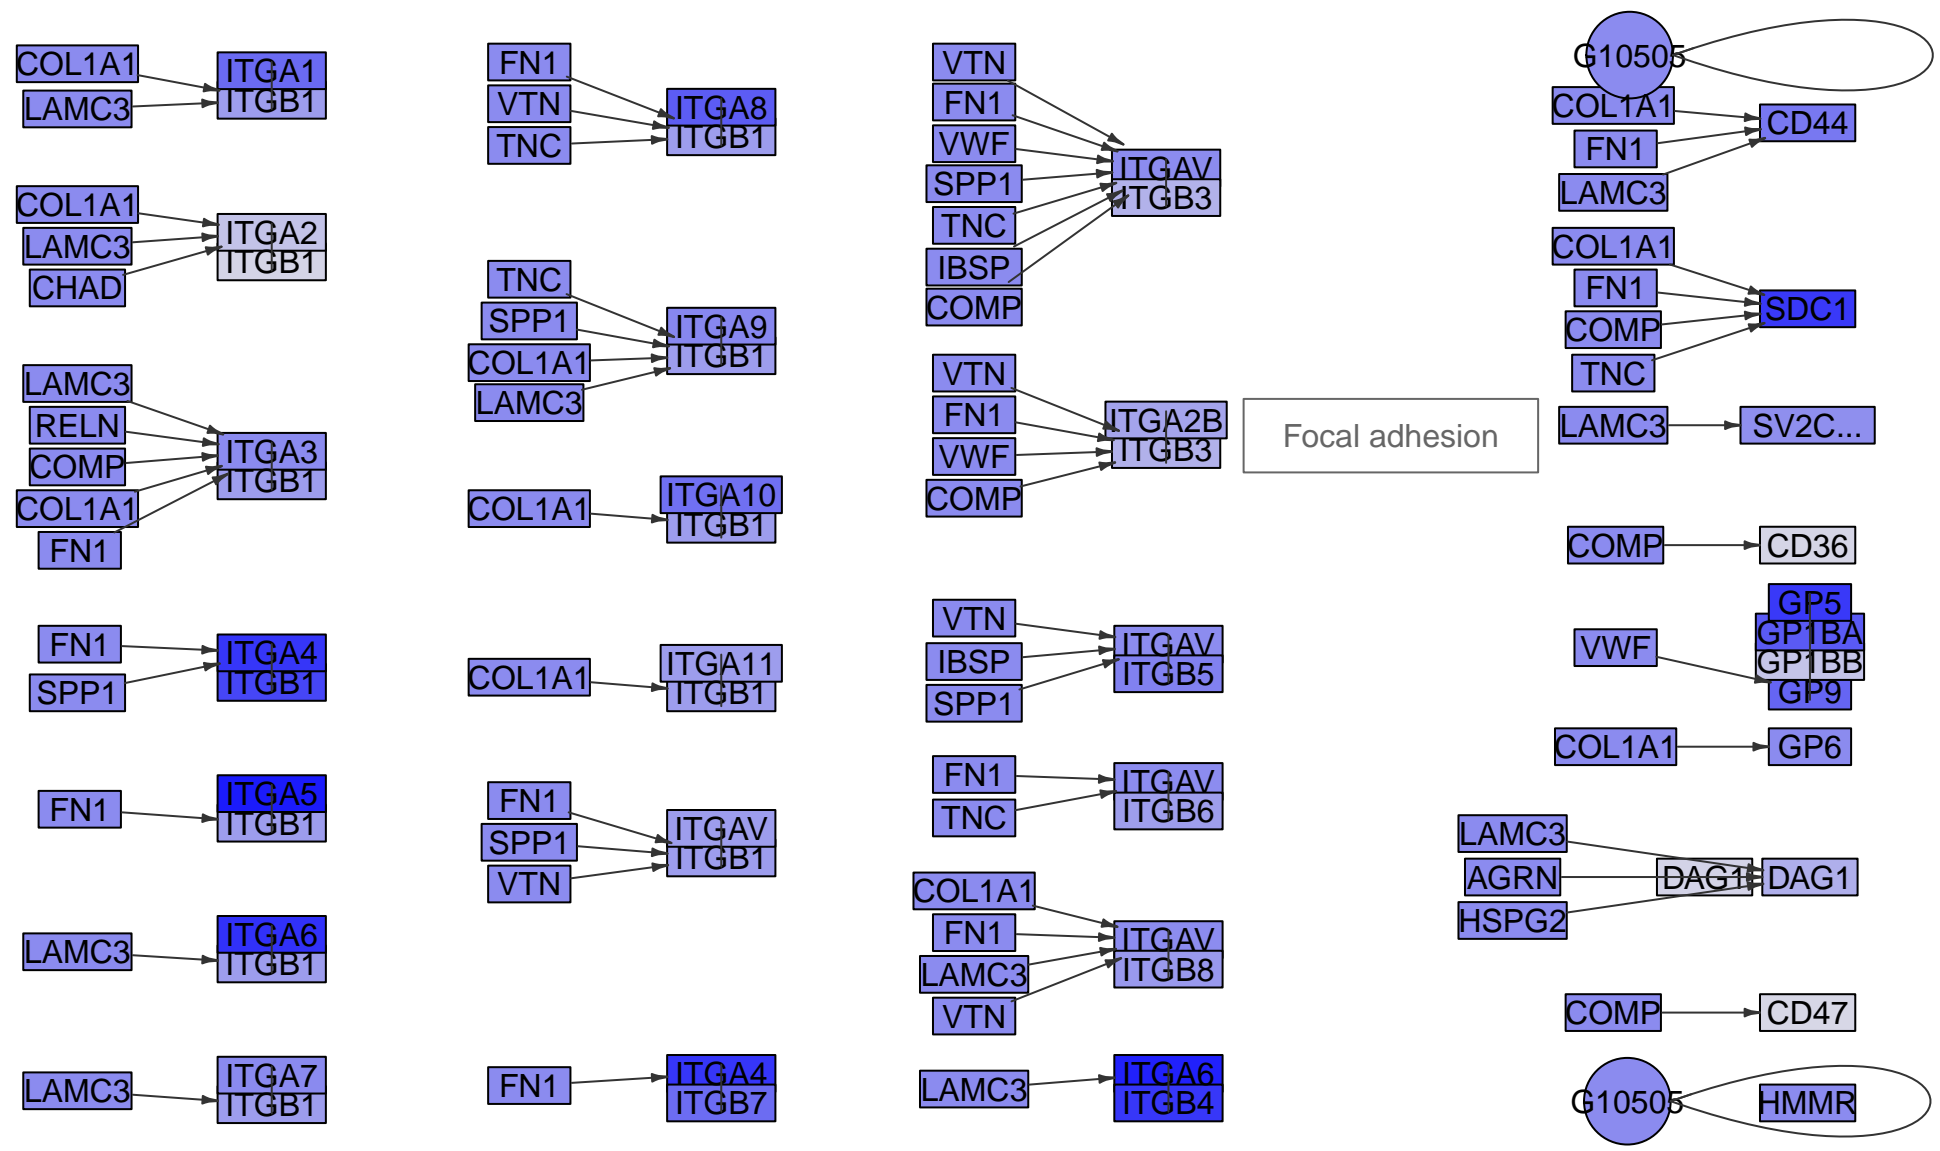 COL1A1
LAMC3
ITGA1
ITGB1
COL1A1
LAMC3
CHAD
ITGA2
ITGB1
LAMC3
RELN
COMP
COL1A1
FN1
ITGA3
ITGB1
FN1
SPP1
ITGA4
ITGB1
FN1
ITGA5
ITGB1
LAMC3
ITGA6
ITGB1
LAMC3
ITGA7
ITGB1
FN1
VTN
TNC
ITGA8
ITGB1
TNC
SPP1
COL1A1
LAMC3
ITGA9
ITGB1
COL1A1
ITGA10
ITGB1
COL1A1
ITGA11
ITGB1
FN1
SPP1
VTN
ITGAV
ITGB1
FN1
ITGA4
ITGB7
VTN
FN1
VWF
SPP1
TNC
IBSP
COMP
ITGAV
ITGB3
VTN
FN1
VWF
COMP
ITGA2B
ITGB3
Focal adhesion
VTN
IBSP
SPP1
ITGAV
ITGB5
FN1
TNC
ITGAV
ITGB6
COL1A1
FN1
LAMC3
VTN
ITGAV
ITGB8
LAMC3
ITGA6
ITGB4
G10505
COL1A1
FN1
LAMC3
CD44
COL1A1
FN1
COMP
TNC
SDC1
LAMC3
SV2C...
COMP
CD36
VWF
GP5
GP1BA
GP1BB
GP9
COL1A1
GP6
LAMC3
AGRN
HSPG2
DAG1
DAG1
COMP
CD47
G10505
HMMR